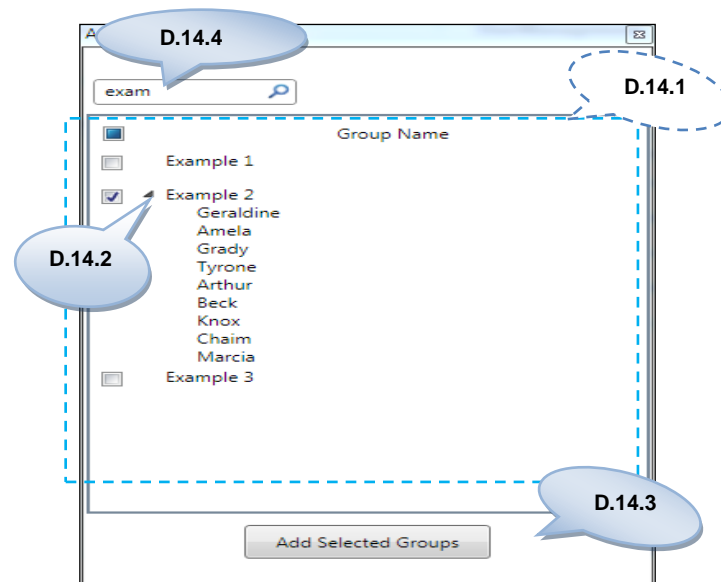 D.14.4
D.14.1
exam
Group Name
Example 1
Example 2
Geraldine
Amela
Grady
D.14.2
Tyrone
Arthur
Beck
Knox
Chaim
Marcia
Example 3
D.14.3
Add Selected Groups